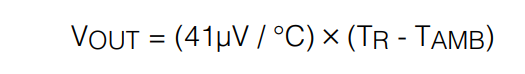 VOUT = (41µV / °C) × (TR - TAMB)